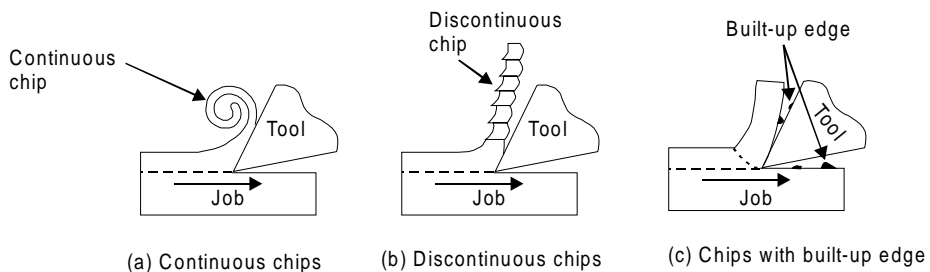 Continuous
chip
Tool
Job
(a) Continuous chips
Discontinuous
chip
Tool
Job
(b) Discontinuous chips
Built-up edge
Tool
Job
(c) Chips with built-up edge